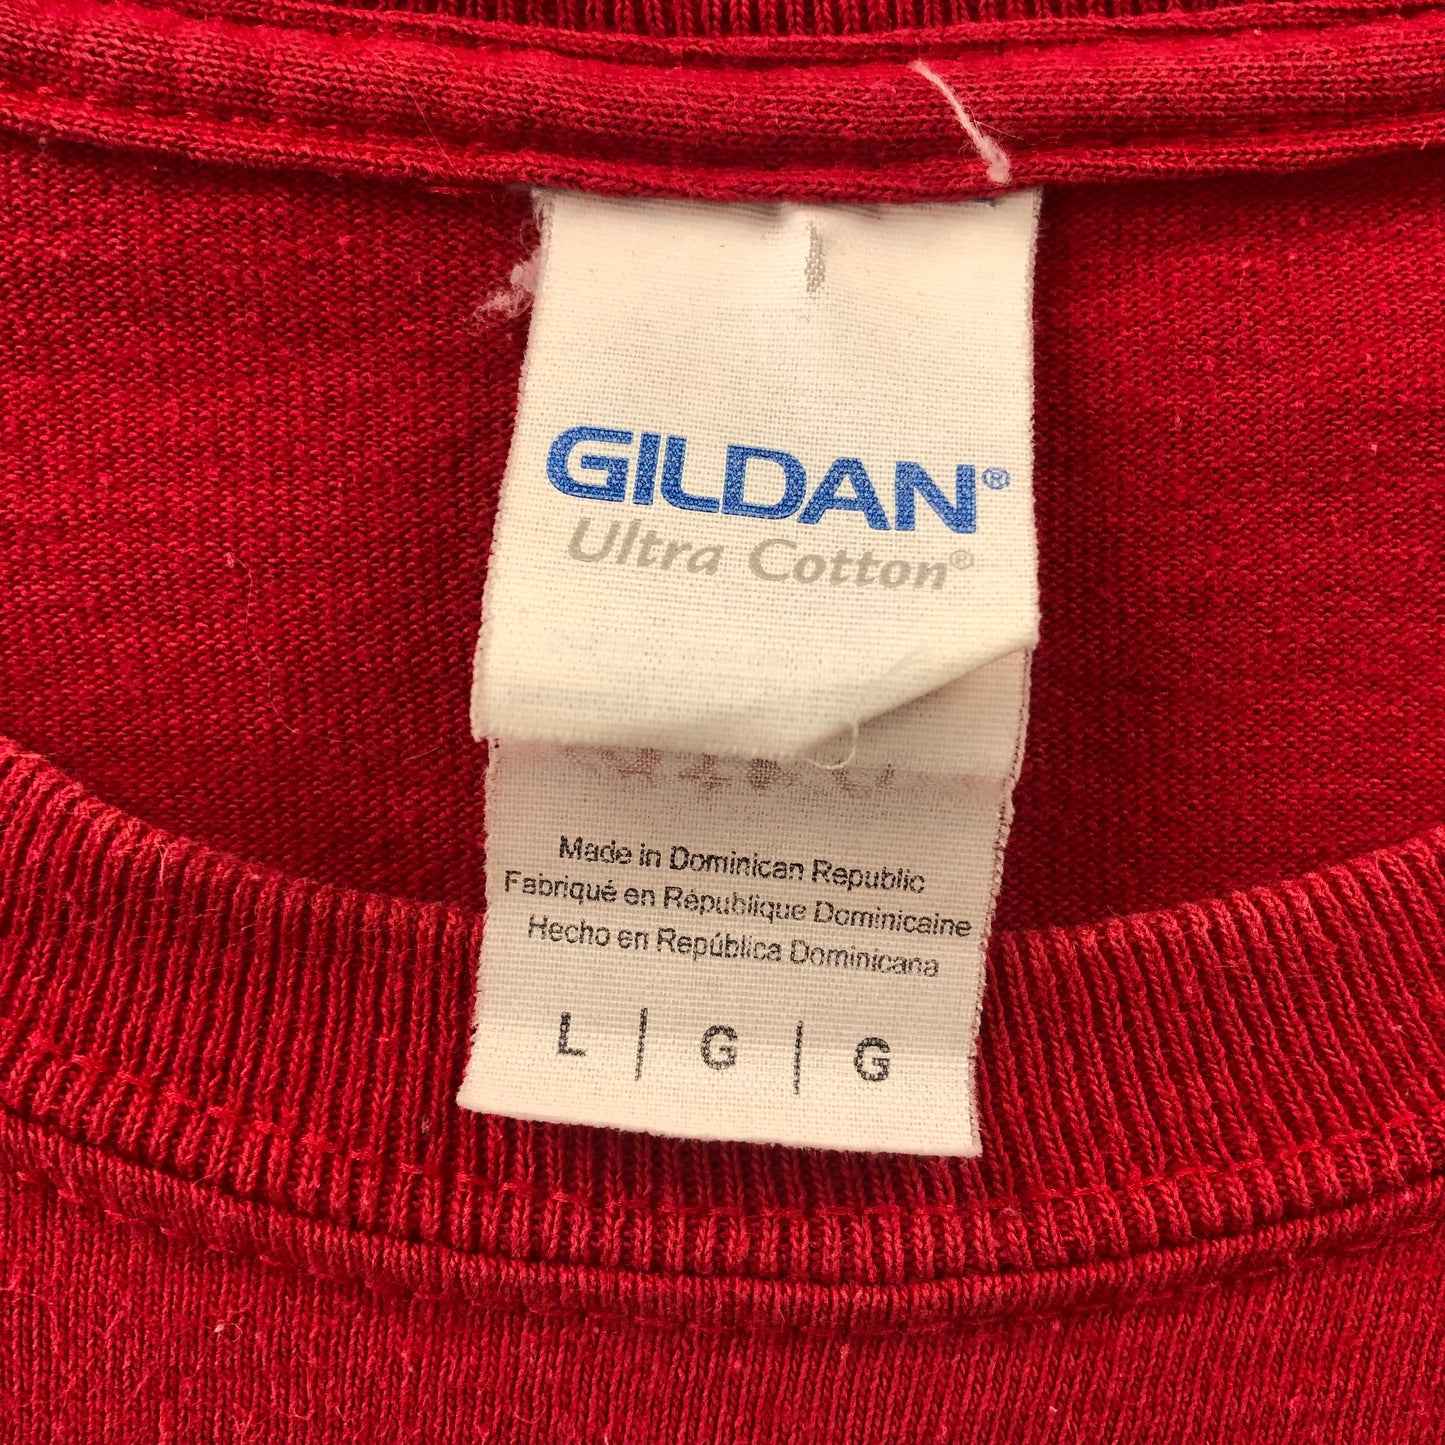 GILDAN®
Ultra Cotton®
Made in Dominican Republic
Fabriqué en République Dominicaine
Hecho en República Dominicana
L | G | G